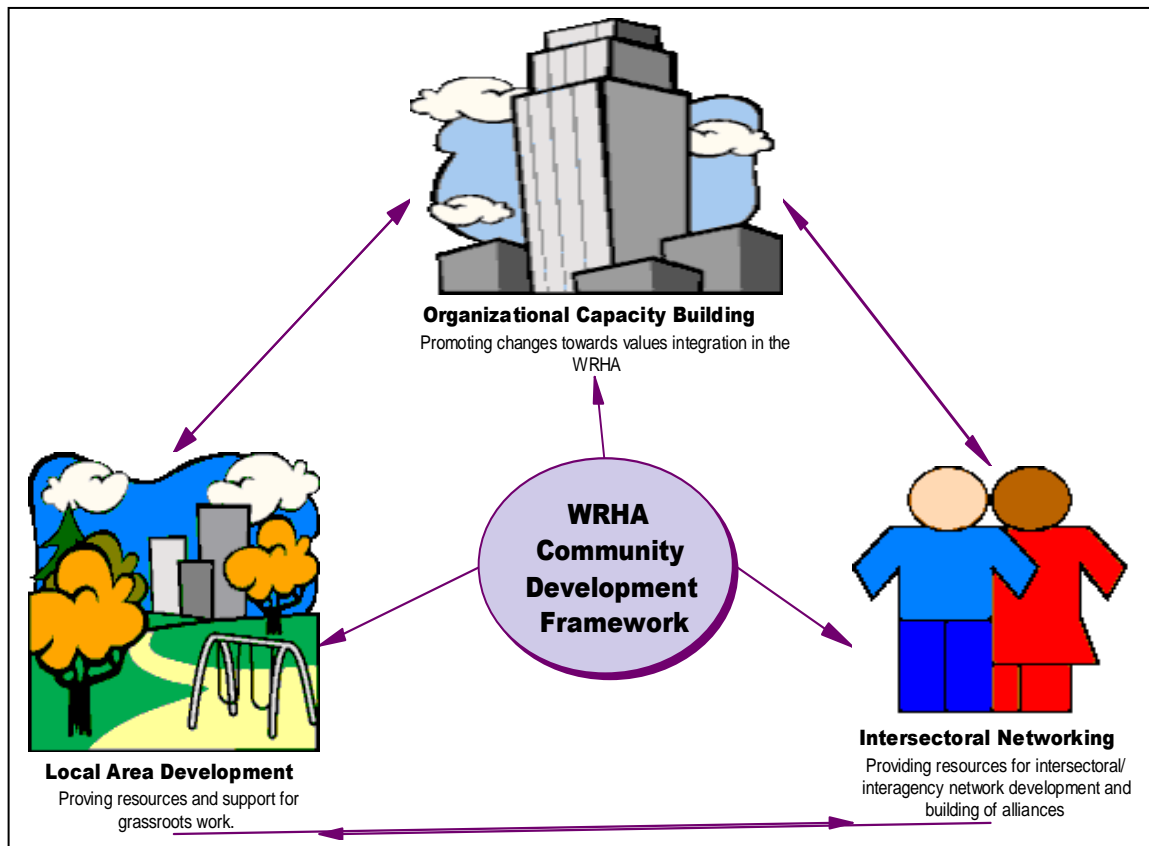 Organizational Capacity Building
Promoting changes towards values integration in the
WRHA
WRHA
Community
Development
Framework
Local Area Development
Proving resources and support for
grassroots work.
Intersectoral Networking
Providing resources for intersectoral/
interagency network development and
building of alliances